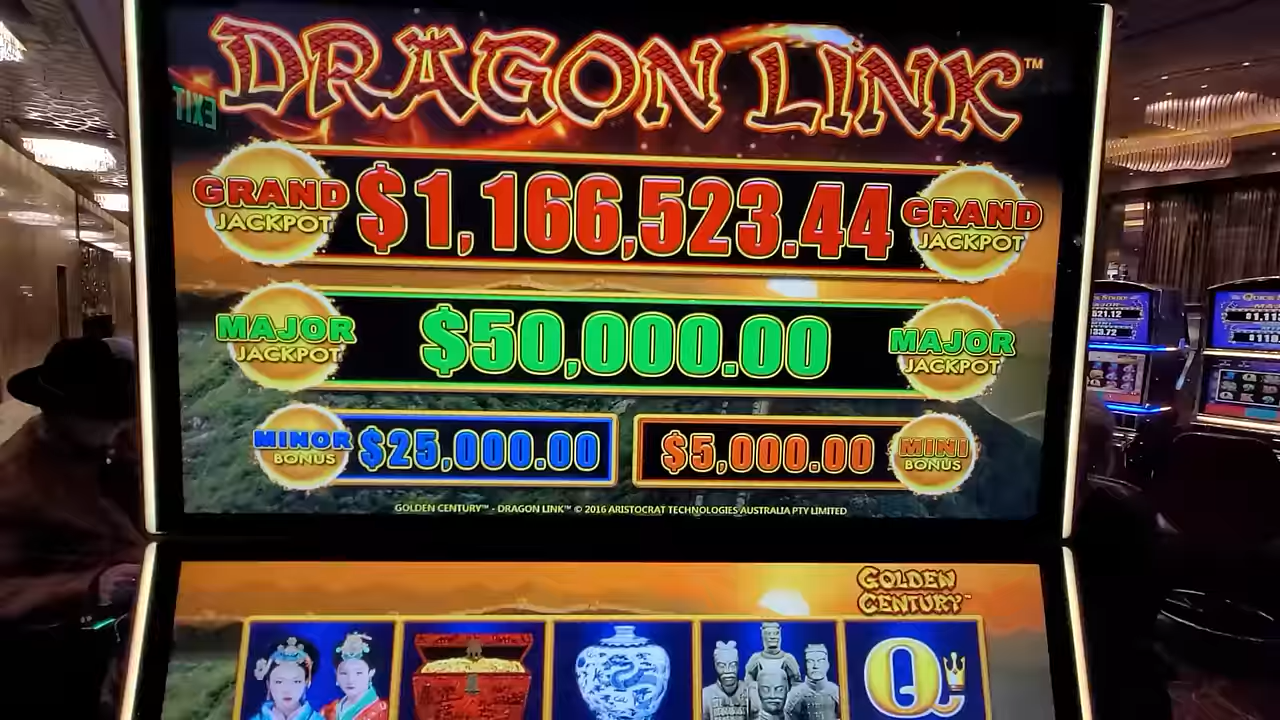 DRAGON LINK™
EXIT
GRAND
JACKPOT
$1,166,523.44
GRAND
JACKPOT
MAJOR
JACKPOT
$50,000.00
MAJOR
JACKPOT
MINOR
BONUS
$25,000.00
$5,000.00
MINI
BONUS
GOLDEN CENTURY™ - DRAGON LINK™ © 2016 ARISTOCRAT TECHNOLOGIES AUSTRALIA PTY LIMITED
GOLDEN
CENTURY™
Q